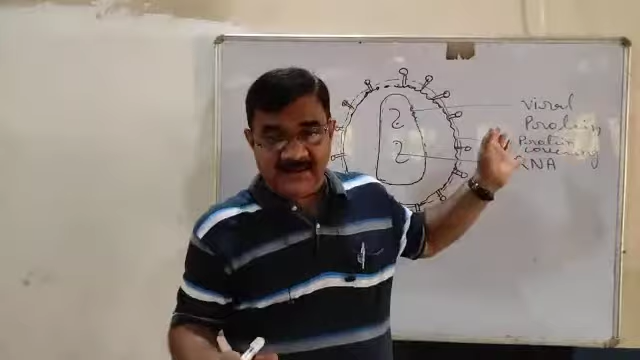 Viral
Protein
Protein
covering
RNA